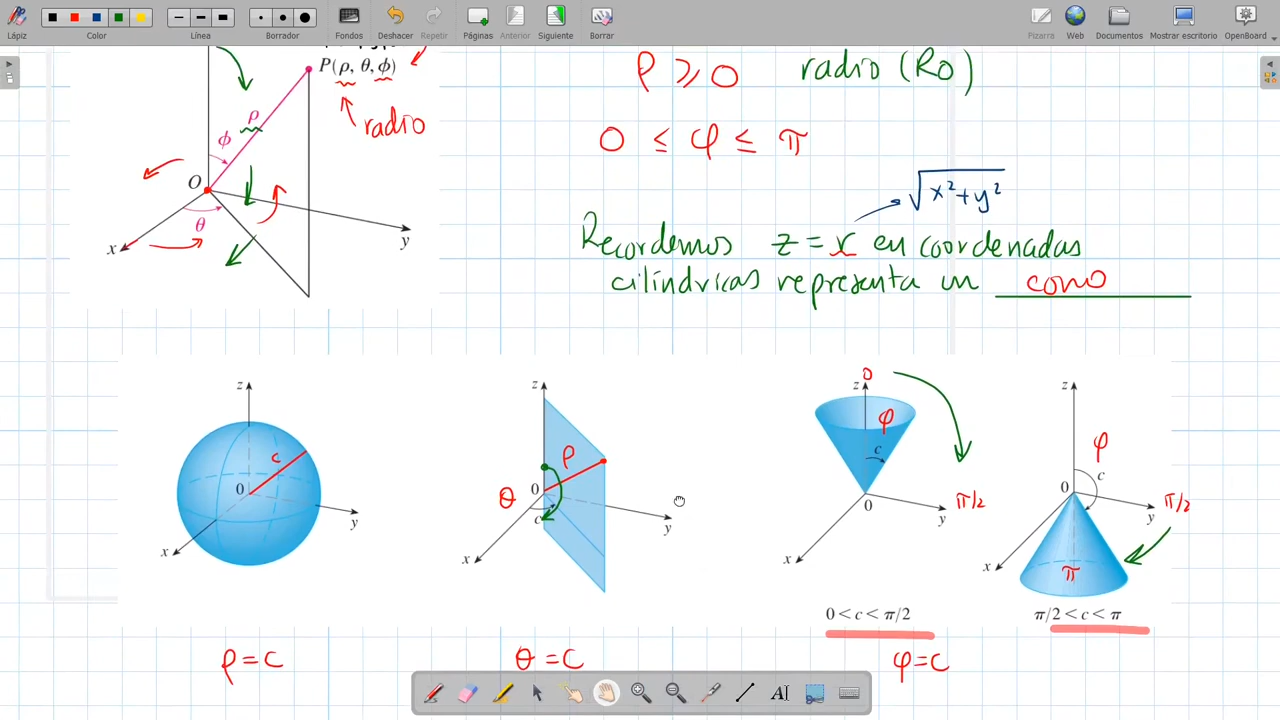 Lápiz Color Línea Borrador Fondos Deshacer Repetir Páginas Anterior Siguiente Borrar Pizarra Web Documentos Mostrar escritorio OpenBoard
P(ρ, θ, ϕ)
radio
ϕ ρ
O
θ
x y
ρ ≥ 0 radio (Ro)
0 ≤ φ ≤ π
√x²+y²
Recordemos z = r en coordenadas
cilíndricas representa un cono
z
c
0
x y
z
ρ
θ 0
c
x y
0
z
φ
c
0
π/2
x y
z
φ
c
0
π/2
x y
π
0 < c < π/2
π/2 < c < π
ρ = c
θ = c
φ = c